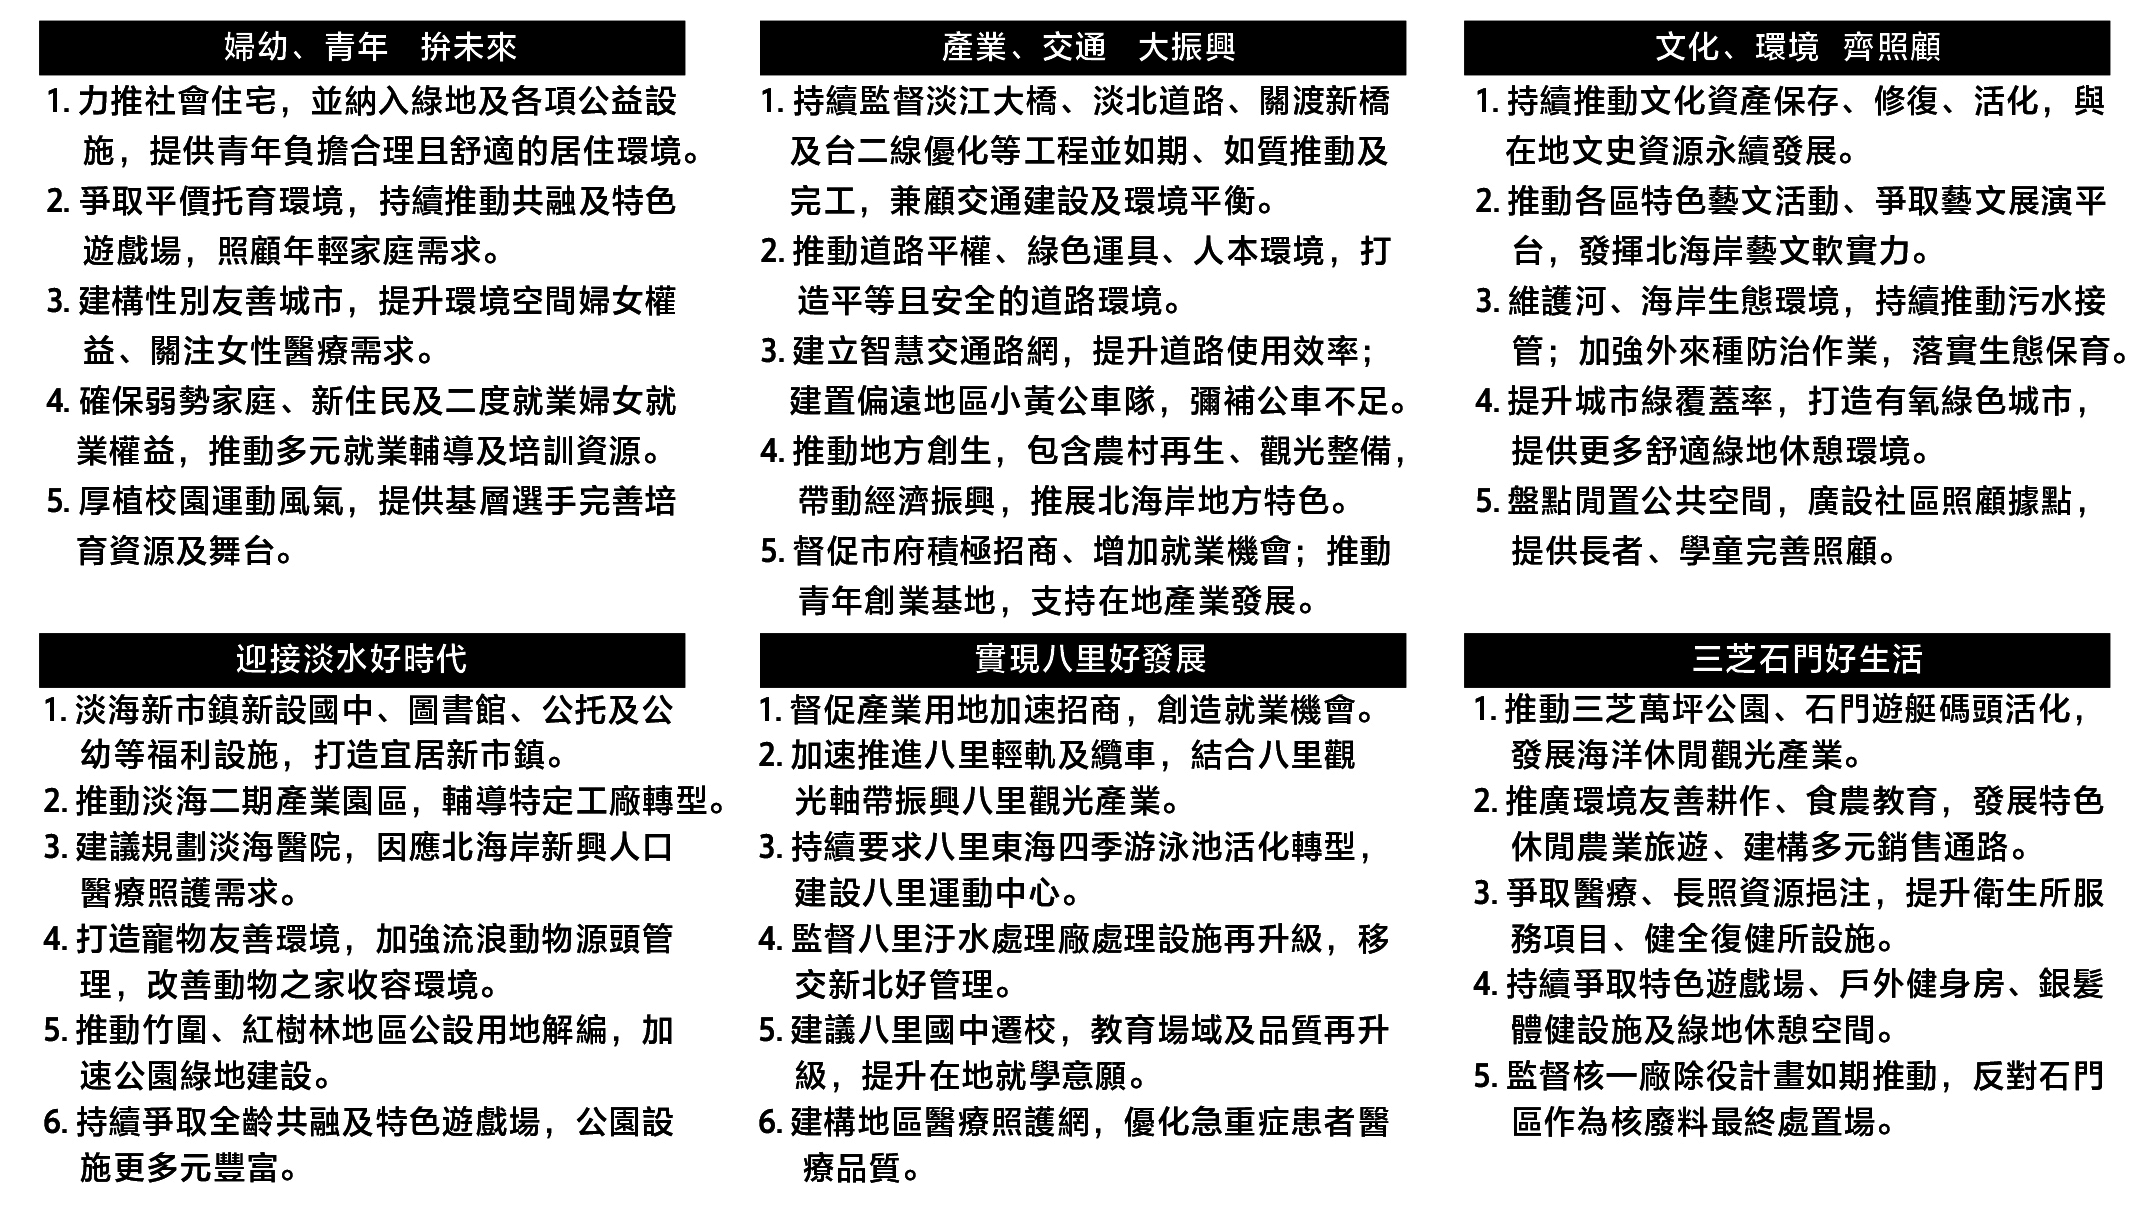 婦幼、青年　拚未來
1. 力推社會住宅，並納入綠地及各項公益設
施，提供青年負擔合理且舒適的居住環境。
2. 爭取平價托育環境，持續推動共融及特色
遊戲場，照顧年輕家庭需求。
3. 建構性別友善城市，提升環境空間婦女權
益、關注女性醫療需求。
4. 確保弱勢家庭、新住民及二度就業婦女就
業權益，推動多元就業輔導及培訓資源。
5. 厚植校園運動風氣，提供基層選手完善培
育資源及舞台。
產業、交通　大振興
1. 持續監督淡江大橋、淡北道路、關渡新橋
及台二線優化等工程並如期、如質推動及
完工，兼顧交通建設及環境平衡。
2. 推動道路平權、綠色運具、人本環境，打
造平等且安全的道路環境。
3. 建立智慧交通路網，提升道路使用效率；
建置偏遠地區小黃公車隊，彌補公車不足。
4. 推動地方創生，包含農村再生、觀光整備，
帶動經濟振興，推展北海岸地方特色。
5. 督促市府積極招商、增加就業機會；推動
青年創業基地，支持在地產業發展。
文化、環境 齊照顧
1. 持續推動文化資產保存、修復、活化，與
在地文史資源永續發展。
2. 推動各區特色藝文活動、爭取藝文展演平
台，發揮北海岸藝文軟實力。
3. 維護河、海岸生態環境，持續推動污水接
管；加強外來種防治作業，落實生態保育。
4. 提升城市綠覆蓋率，打造有氧綠色城市，
提供更多舒適綠地休憩環境。
5. 盤點閒置公共空間，廣設社區照顧據點，
提供長者、學童完善照顧。
迎接淡水好時代
1. 淡海新市鎮新設國中、圖書館、公托及公
幼等福利設施，打造宜居新市鎮。
2. 推動淡海二期產業園區，輔導特定工廠轉型。
3. 建議規劃淡海醫院，因應北海岸新興人口
醫療照護需求。
4. 打造寵物友善環境，加強流浪動物源頭管
理，改善動物之家收容環境。
5. 推動竹圍、紅樹林地區公設用地解編，加
速公園綠地建設。
6. 持續爭取全齡共融及特色遊戲場，公園設
施更多元豐富。
實現八里好發展
1. 督促產業用地加速招商，創造就業機會。
2. 加速推進八里輕軌及纜車，結合八里觀
光軸帶振興八里觀光產業。
3. 持續要求八里東海四季游泳池活化轉型，
建設八里運動中心。
4. 監督八里汙水處理廠處理設施再升級，移
交新北好管理。
5. 建議八里國中遷校，教育場域及品質再升
級，提升在地就學意願。
6. 建構地區醫療照護網，優化急重症患者醫
療品質。
三芝石門好生活
1. 推動三芝萬坪公園、石門遊艇碼頭活化，
發展海洋休閒觀光產業。
2. 推廣環境友善耕作、食農教育，發展特色
休閒農業旅遊、建構多元銷售通路。
3. 爭取醫療、長照資源挹注，提升衛生所服
務項目、健全復健所設施。
4. 持續爭取特色遊戲場、戶外健身房、銀髮
體健設施及綠地休憩空間。
5. 監督核一廠除役計畫如期推動，反對石門
區作為核廢料最終處置場。